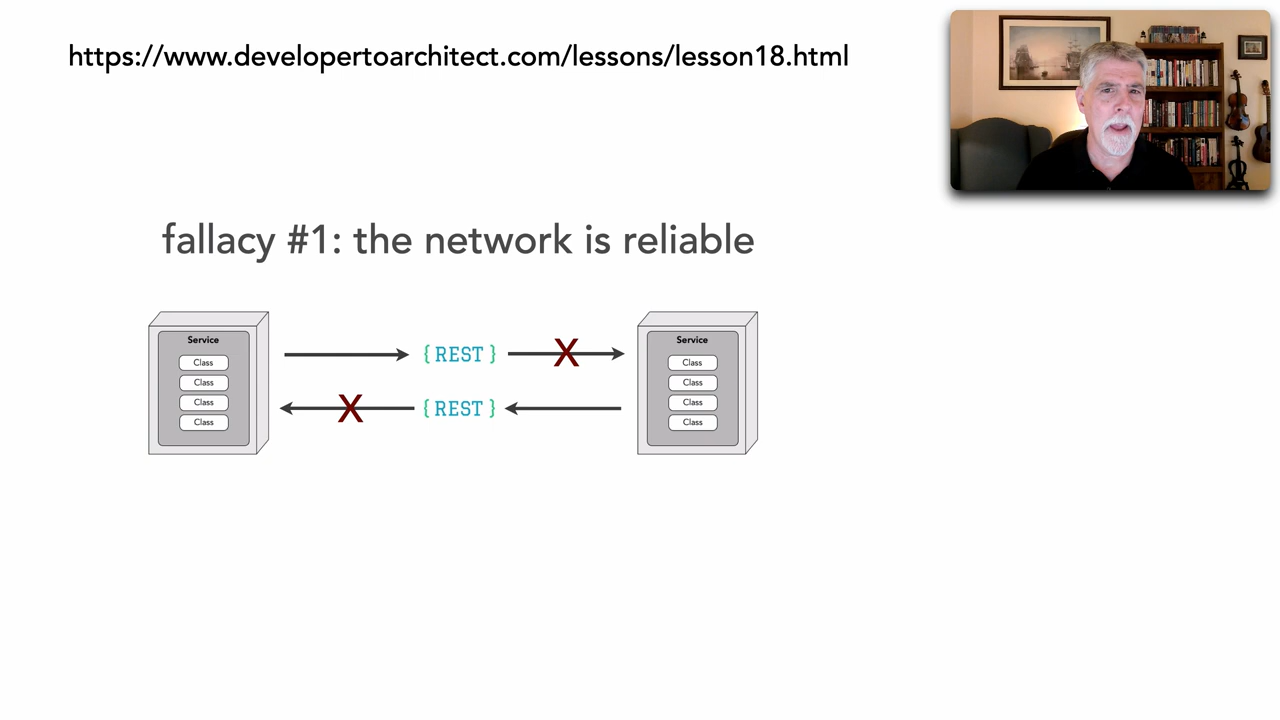 https://www.developertoarchitect.com/lessons/lesson18.html
fallacy #1: the network is reliable
Service
Class
Class
Class
Class
{REST}
X
X
{REST}
Service
Class
Class
Class
Class